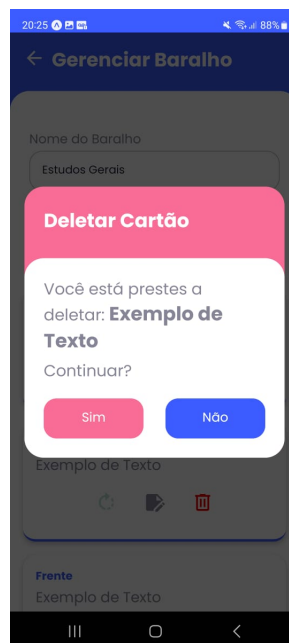 20:25 88%
Gerenciar Baralho
Nome do Baralho
Estudos Gerais
Deletar Cartão
Você está prestes a
deletar: Exemplo de
Texto
Continuar?
Sim Não
Exemplo de Texto
Frente
Exemplo de Texto